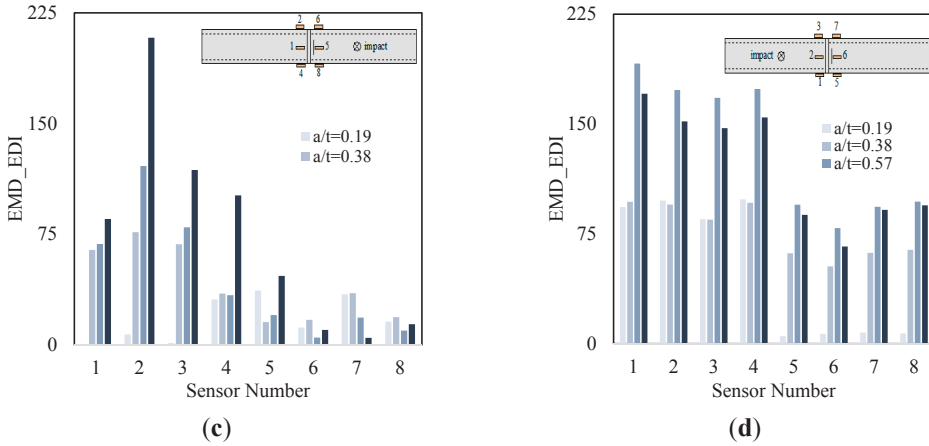 225
150
75
0
EMD_EDI
2 6
1 5 impact
4 8
a/t=0.19
a/t=0.38
1 2 3 4 5 6 7 8
Sensor Number
(c)
225
150
75
0
EMD_EDI
3 7
impact 2 6
1 5
a/t=0.19
a/t=0.38
a/t=0.57
1 2 3 4 5 6 7 8
Sensor Number
(d)